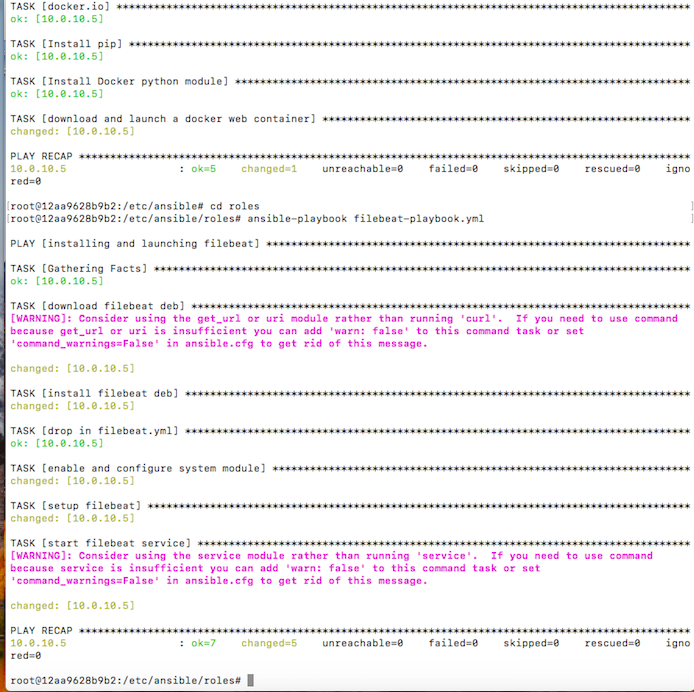 TASK [docker.io] *******************************************************************************************
ok: [10.0.10.5]
TASK [Install pip] *****************************************************************************************
ok: [10.0.10.5]
TASK [Install Docker python module] ************************************************************************
ok: [10.0.10.5]
TASK [download and launch a docker web container] **********************************************************
changed: [10.0.10.5]
PLAY RECAP *************************************************************************************************
10.0.10.5                  : ok=5    changed=1    unreachable=0    failed=0    skipped=0    rescued=0    igno
red=0
[root@12aa9628b9b2:/etc/ansible# cd roles ]
[root@12aa9628b9b2:/etc/ansible/roles# ansible-playbook filebeat-playbook.yml ]
PLAY [installing and launching filebeat] *******************************************************************
TASK [Gathering Facts] *************************************************************************************
ok: [10.0.10.5]
TASK [download filebeat deb] *******************************************************************************
[WARNING]: Consider using the get_url or uri module rather than running 'curl'.  If you need to use command
because get_url or uri is insufficient you can add 'warn: false' to this command task or set
'command_warnings=False' in ansible.cfg to get rid of this message.
changed: [10.0.10.5]
TASK [install filebeat deb] ********************************************************************************
changed: [10.0.10.5]
TASK [drop in filebeat.yml] ********************************************************************************
ok: [10.0.10.5]
TASK [enable and configure system module] ******************************************************************
changed: [10.0.10.5]
TASK [setup filebeat] **************************************************************************************
changed: [10.0.10.5]
TASK [start filebeat service] ******************************************************************************
[WARNING]: Consider using the service module rather than running 'service'.  If you need to use command
because service is insufficient you can add 'warn: false' to this command task or set
'command_warnings=False' in ansible.cfg to get rid of this message.
changed: [10.0.10.5]
PLAY RECAP *************************************************************************************************
10.0.10.5                  : ok=7    changed=5    unreachable=0    failed=0    skipped=0    rescued=0    igno
red=0
root@12aa9628b9b2:/etc/ansible/roles#